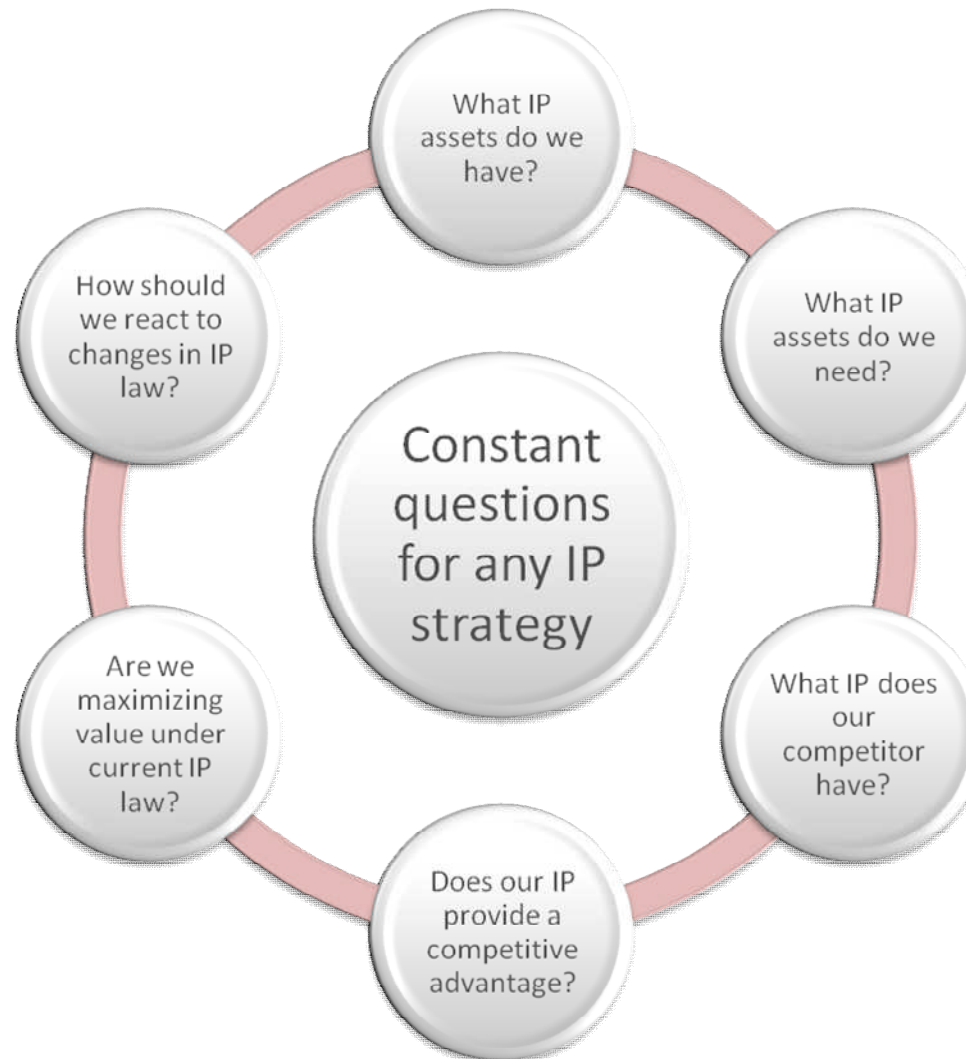 What IP
assets do we
have?
What IP
assets do we
need?
What IP does
our
competitor
have?
Does our IP
provide a
competitive
advantage?
Are we
maximizing
value under
current IP
law?
How should
we react to
changes in IP
law?
Constant
questions
for any IP
strategy